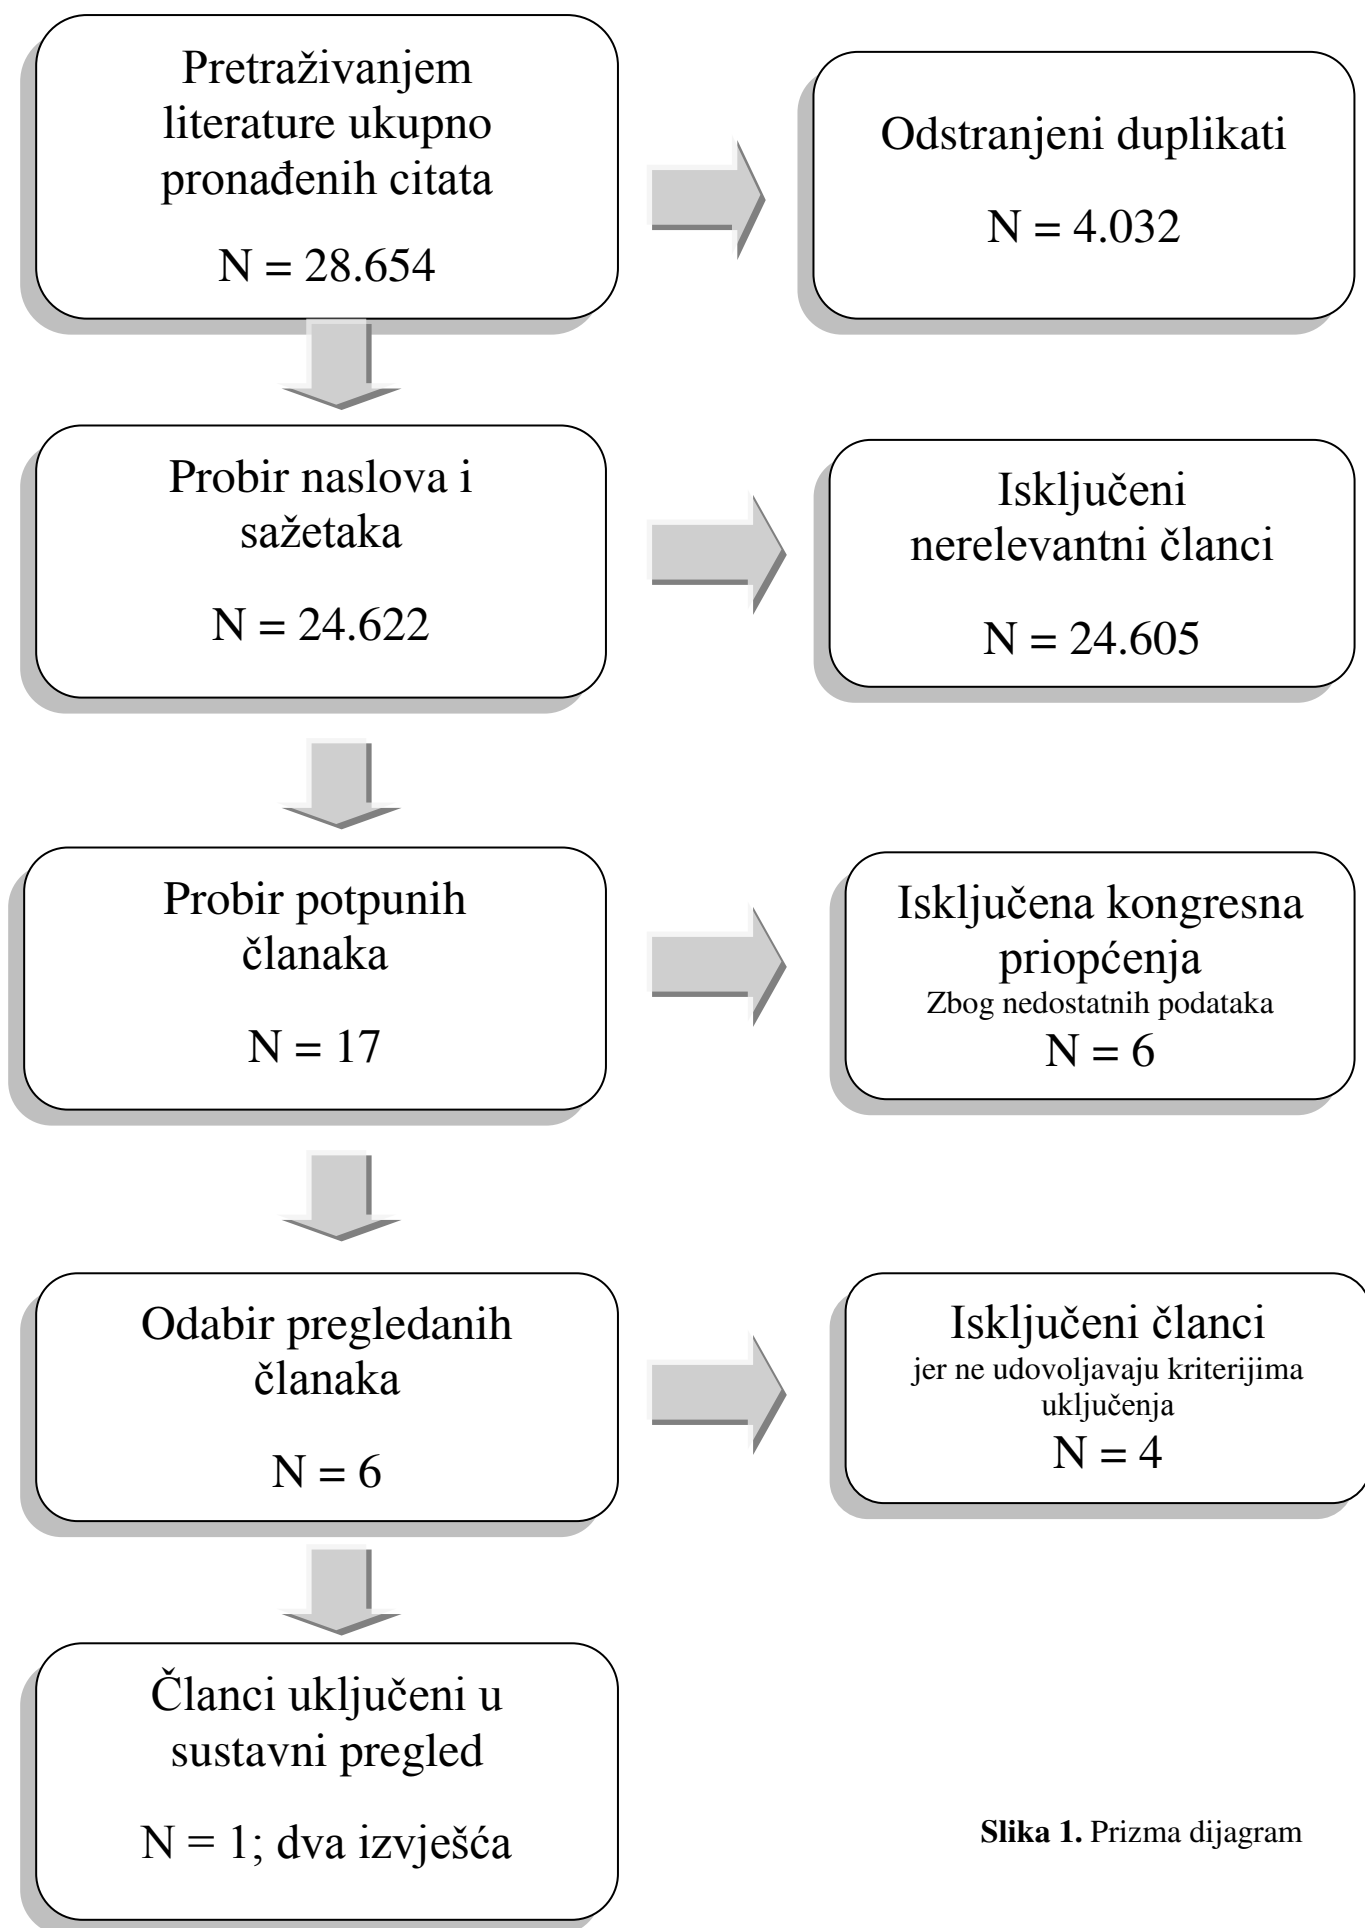 Pretraživanjem
literature ukupno
pronađenih citata
N = 28.654
Odstranjeni duplikati
N = 4.032
Probir naslova i
sažetaka
N = 24.622
Isključeni
nerelevantni članci
N = 24.605
Probir potpunih
članaka
N = 17
Isključena kongresna
priopćenja
Zbog nedostatnih podataka
N = 6
Odabir pregledanih
članaka
N = 6
Isključeni članci
jer ne udovoljavaju kriterijima
uključenja
N = 4
Članci uključeni u
sustavni pregled
N = 1; dva izvješća
Slika 1. Prizma dijagram